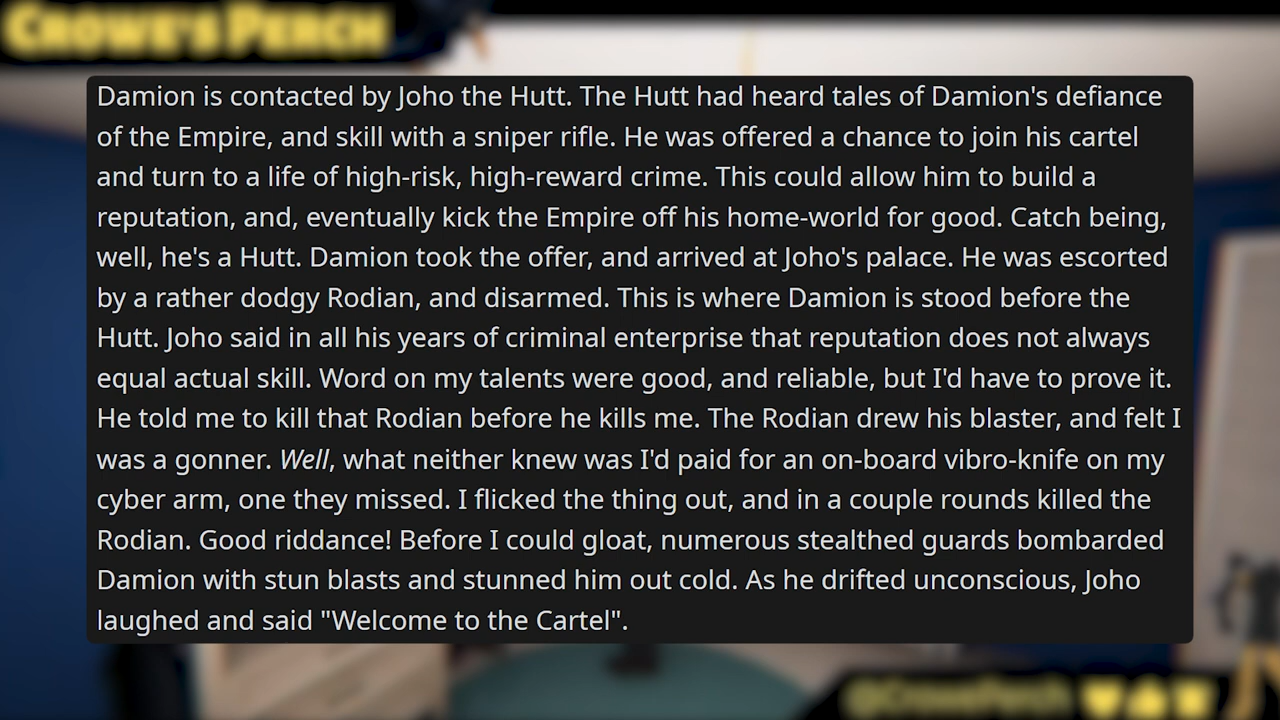 CROWE'S PERCH
Damion is contacted by Joho the Hutt. The Hutt had heard tales of Damion's defiance
of the Empire, and skill with a sniper rifle. He was offered a chance to join his cartel
and turn to a life of high-risk, high-reward crime. This could allow him to build a
reputation, and, eventually kick the Empire off his home-world for good. Catch being,
well, he's a Hutt. Damion took the offer, and arrived at Joho's palace. He was escorted
by a rather dodgy Rodian, and disarmed. This is where Damion is stood before the
Hutt. Joho said in all his years of criminal enterprise that reputation does not always
equal actual skill. Word on my talents were good, and reliable, but I'd have to prove it.
He told me to kill that Rodian before he kills me. The Rodian drew his blaster, and felt I
was a gonner. Well, what neither knew was I'd paid for an on-board vibro-knife on my
cyber arm, one they missed. I flicked the thing out, and in a couple rounds killed the
Rodian. Good riddance! Before I could gloat, numerous stealthed guards bombarded
Damion with stun blasts and stunned him out cold. As he drifted unconscious, Joho
laughed and said "Welcome to the Cartel".